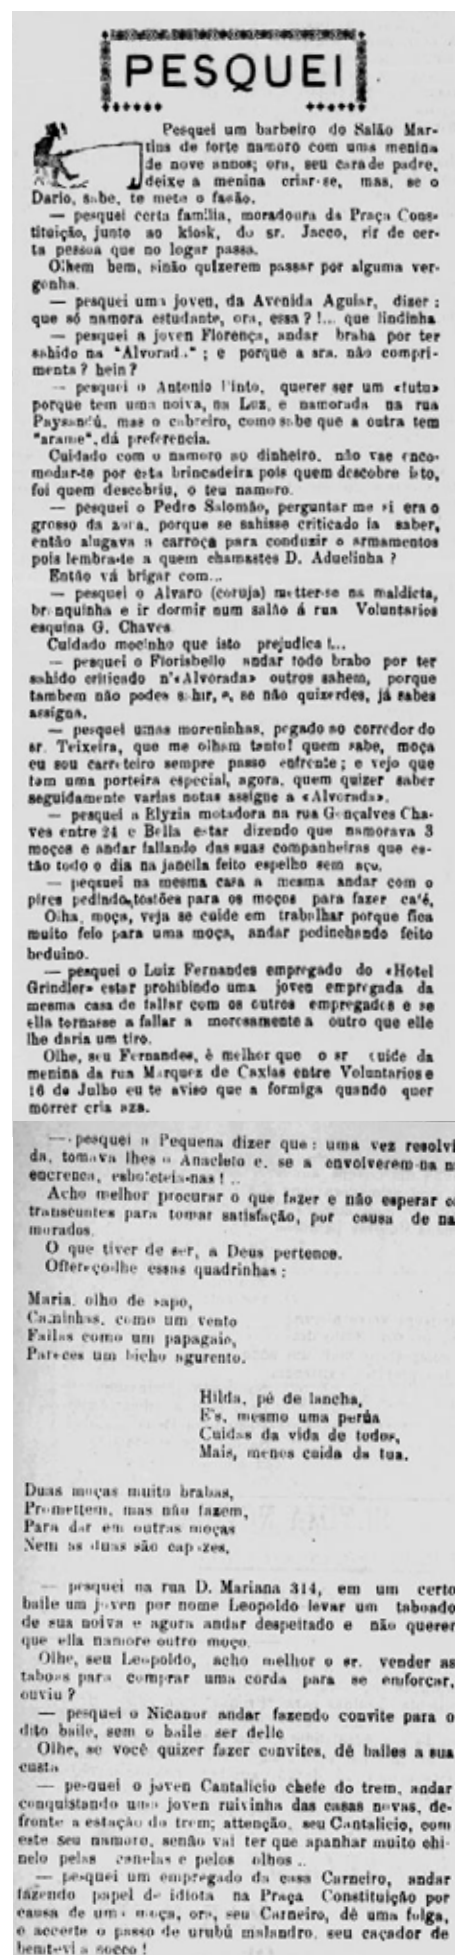 PESQUEI
Pesquei um barbeiro do Salão Mar-
tins de forte namoro com uma menina
de nove annos; ora, seu cara de padre,
deixe a menina criar-se, mas, se o
Dario, sabe, te mete o facão.
— pesquei certa familia, moradoura da Praça Cons-
tituição, junto ao kiosk, do sr. Jacco, rir de cer-
ta pessoa que no logar passa.
Olhem bem, sinão quizerem passar por alguma ver-
gonha.
— pesquei uma joven, da Avenida Aguiar, dizer:
que só namora estudante, ora, essa?!... que lindinha
— pesquei a joven Florença, andar braba por ter
sahido na "Alvorad."; e porque a sra. não compri-
menta? hein?
— pesquei o Antonio Pinto, querer ser um «tutu»
porque tem uma noiva, na Luz, e namorada na rua
Paysandú, mas o cabreiro, como sabe que a outra tem
"arame", dá preferencia.
Cuidado com o namoro ao dinheiro, não vae enco-
modar-te por esta brincadeira pois quem descobre isto,
foi quem descobriu, o teu namoro.
— pesquei o Pedro Salomão, perguntar me si era o
grosso da zona, porque se sahisse criticado ia saber,
então alugava a carroça para conduzir o armamentos
pois lembra-te a quem chamastes D. Aduelinha?
Então vá brigar com...
— pesquei o Alvaro (coruja) metter-se na maldicta,
branquinha e ir dormir num salão á rua Voluntarios
esquina G. Chaves
Cuidado mocinho que isto prejudica!...
— pesquei o Florisbello andar todo brabo por ter
sahido criticado n'«Alvorada» outros sahem, porque
tambem não podes sahir, e, se não quizerdes, já sabes
assigna.
— pesquei umas moreninhas, pegado ao corredor do
sr. Teixeira, que me olham tanto! quem sabe, moça
eu sou carreteiro sempre passo enfrente; e vejo que
tem uma porteira especial, agora, quem quizer saber
seguidamente varias notas assigne a «Alvorada».
— pesquei a Elyzia motadora na rua Gonçalves Cha-
ves entre 24 e Bella estar dizendo que namorava 3
moços e andar fallando das suas companheiras que es-
tão todo o dia na janella feito espelho sem aço.
— pequei na mesma casa a mesma andar com o
pires pedindo tostões para os moços para fazer café.
Olha, moça, veja se cuide em trabalhar porque fica
muito feio para uma moça, andar pedinchando feito
beduino.
— pesquei o Luiz Fernandes empregado do «Hotel
Grindler» estar prohibindo uma joven empregada da
mesma casa de fallar com os outros empregados e se
ella tornasse a fallar a morosamente a outro que elle
lhe daria um tiro.
Olhe, seu Fernandes, é melhor que o sr cuide da
menina da rua Marquez de Caxias entre Voluntarios e
16 de Julho eu te aviso que a formiga quando quer
morrer cria aza.
— pesquei a Pequena dizer que: uma vez resolvi
da, tomava lhes o Anacleto e, se a envolverem na n
encrenca, esbofeteia-nas!..
Acho melhor procurar o que fazer e não esperar o
transeuntes para tomar satisfação, por causa de na
morados.
O que tiver de ser, a Deus pertence.
Offereço-lhe essas quadrinhas:
Maria, olho de sapo,
Caminhas, como um vento
Fallas como um papagaio,
Pareces um bicho agurento.
Hilda, pé de lancha,
E's, mesmo uma perúa
Cuidas da vida de todos,
Mais, menos cuida da tua.
Duas moças muito brabas,
Promettem, mas não fazem,
Para dar em outras moças
Nem as duas são capazes,
— pesquei na rua D. Mariana 314, em um certo
baile um joven por nome Leopoldo levar um taboado
de sua noiva e agora andar despeitado e não querer
que ella namore outro moço.
Olhe, seu Leopoldo, acho melhor o sr. vender as
taboas para comprar uma corda para se emforcar,
ouviu?
— pesquei o Nicanor andar fazendo convite para o
dito baile, sem o baile ser delle
Olhe, se você quizer fazer convites, dê bailes a sua
custa
— pesquei o joven Cantalicio chefe do trem, andar
conquistando uma joven ruivinha das casas novas, de-
fronte a estação do trem; attenção, seu Cantalicio, com
este seu namoro, senão vai ter que apanhar muito chi-
nelo pelas canelas e pelos olhos..
— pesquei um empregado da casa Carneiro, andar
fazendo papel de idiota na Praça Constituição por
causa de uma moça, ora, seu Carneiro, dê uma fulga,
e accerte o passo de urubú malandro, seu caçador de
bemtevi a socco!